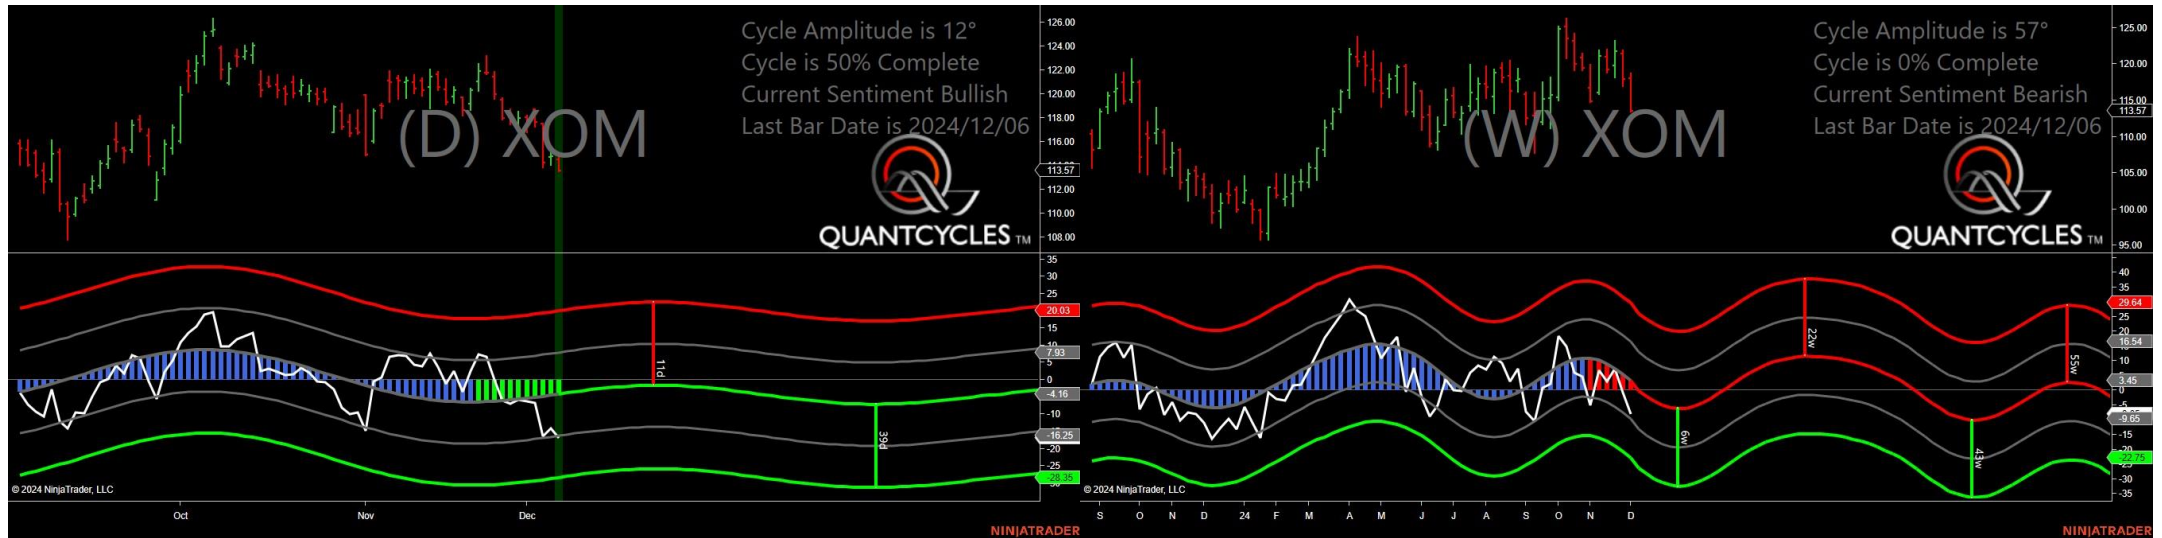 Cycle Amplitude is 12°
Cycle is 50% Complete
Current Sentiment Bullish
Last Bar Date is 2024/12/06
(D) XOM
QUANTCYCLES TM
126.00
124.00
122.00
120.00
118.00
116.00
113.57
112.00
110.00
108.00
35
30
25
20.03
15
10
7.93
5
0
-4.16
-10
-16.25
-20
-25
-28.35
11d
39d
© 2024 NinjaTrader, LLC
Oct Nov Dec
NINJATRADER
Cycle Amplitude is 57°
Cycle is 0% Complete
Current Sentiment Bearish
Last Bar Date is 2024/12/06
(W) XOM
QUANTCYCLES TM
125.00
120.00
115.00
113.57
110.00
105.00
100.00
95.00
40
35
29.64
25
20
16.54
10
3.45
0
-5
-9.65
-15
-22.75
-30
-35
22w
55w
6w
43w
© 2024 NinjaTrader, LLC
S O N D 24 F M A M J J A S O N D
NINJATRADER